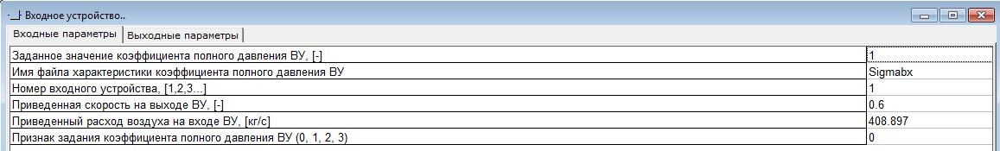 Входное устройство..
Входные параметры Выходные параметры
Заданное значение коэффициента полного давления ВУ, [-] 1
Имя файла характеристики коэффициента полного давления ВУ Sigmabx
Номер входного устройства, [1,2,3...] 1
Приведенная скорость на выходе ВУ, [-] 0.6
Приведенный расход воздуха на входе ВУ, [кг/с] 408.897
Признак задания коэффициента полного давления ВУ (0, 1, 2, 3) 0